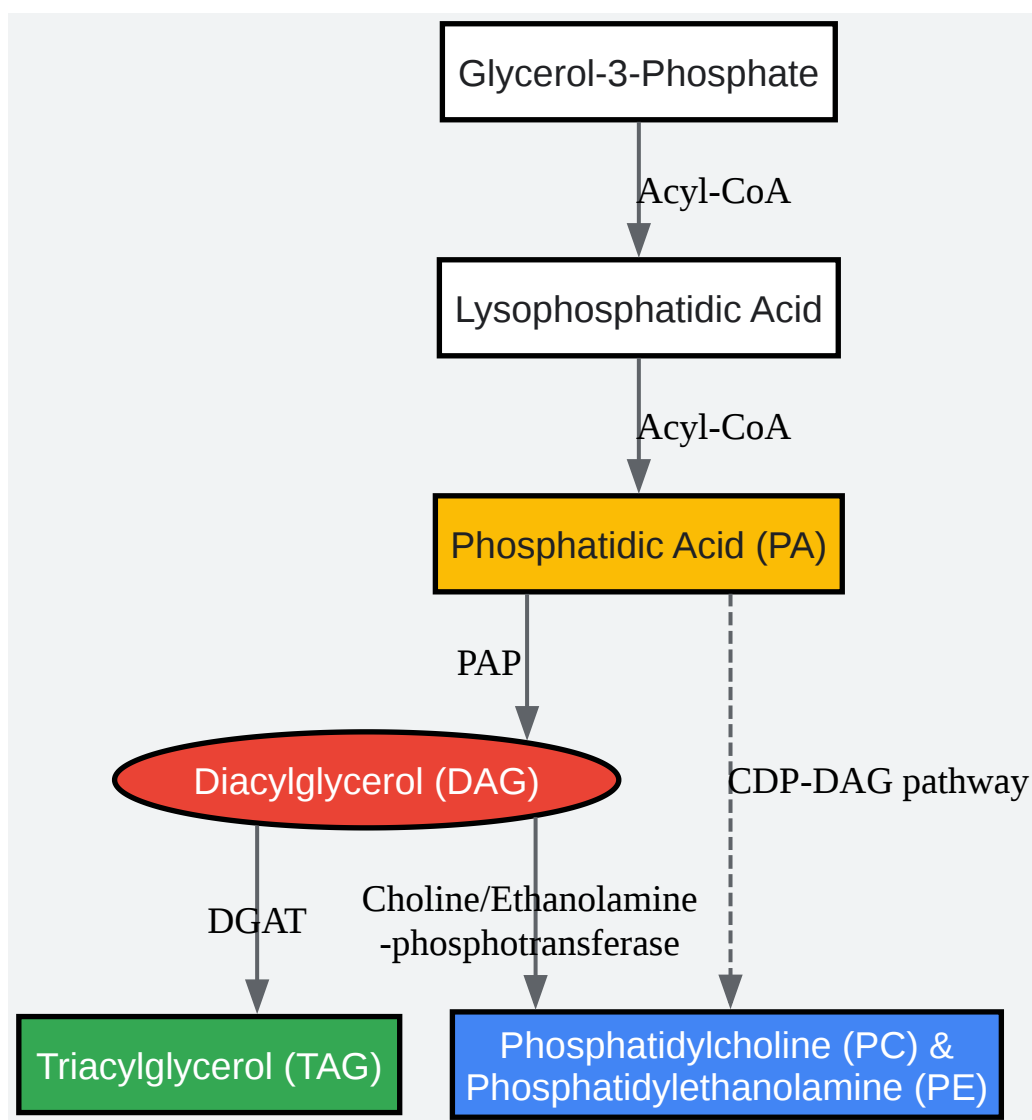 Glycerol-3-Phosphate
Acyl-CoA
Lysophosphatidic Acid
Acyl-CoA
Phosphatidic Acid (PA)
PAP
Diacylglycerol (DAG)
CDP-DAG pathway
DGAT
Choline/Ethanolamine
-phosphotransferase
Triacylglycerol (TAG)
Phosphatidylcholine (PC) &
Phosphatidylethanolamine (PE)